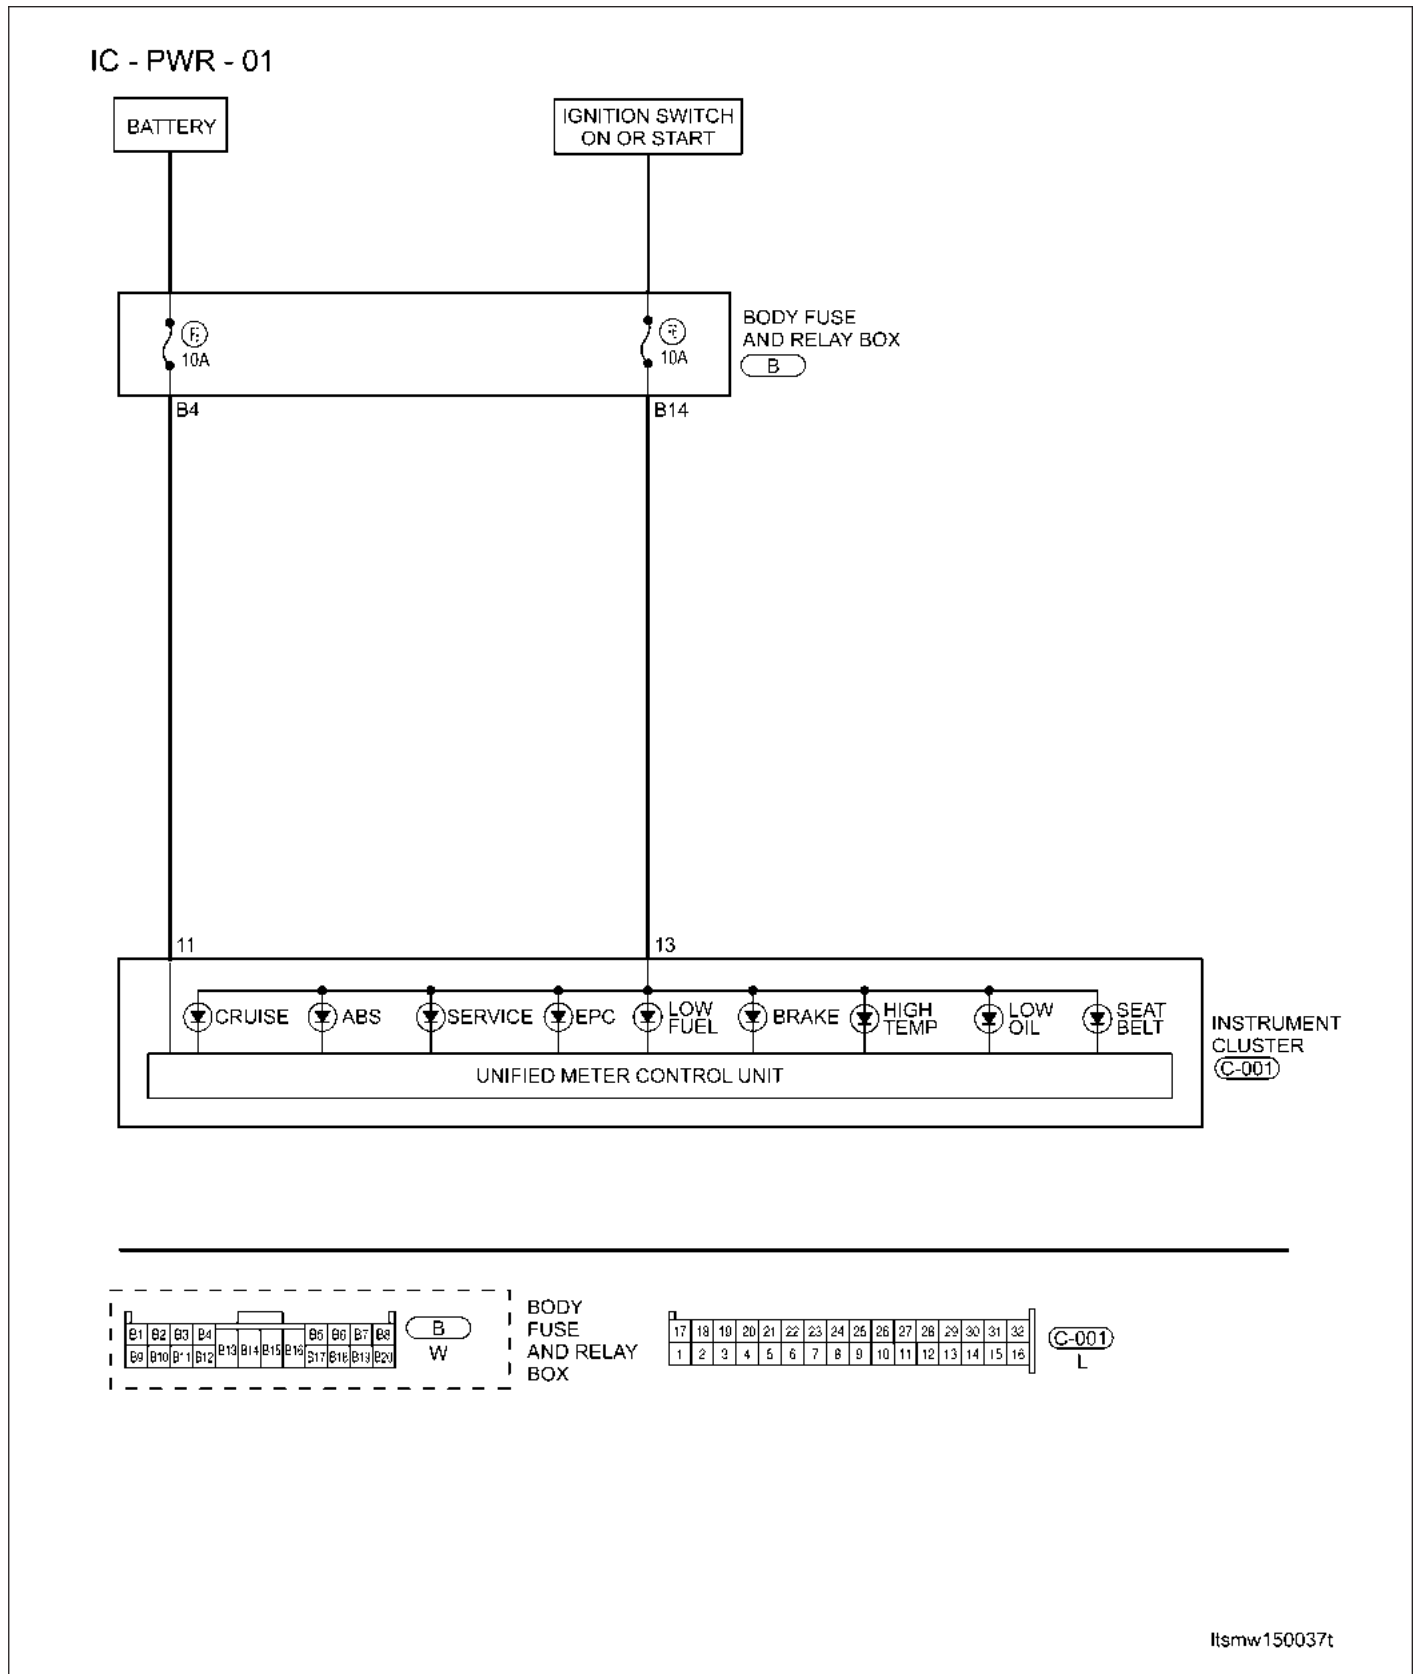 IC - PWR - 01
BATTERY
IGNITION SWITCH
ON OR START
10A
10A
BODY FUSE
AND RELAY BOX
B
B4
B14
11
13
CRUISE
ABS
SERVICE
EPC
LOW
FUEL
BRAKE
HIGH
TEMP
LOW
OIL
SEAT
BELT
UNIFIED METER CONTROL UNIT
INSTRUMENT
CLUSTER
C-001
B1 B2 B3 B4 B5 B6 B7 B8
B13 B14 B15 B16
B9 B10 B11 B12 B17 B18 B19 B20
B
W
BODY
FUSE
AND RELAY
BOX
17 18 19 20 21 22 23 24 25 26 27 28 29 30 31 32
1 2 3 4 5 6 7 8 9 10 11 12 13 14 15 16
C-001
L
ltsmw150037t